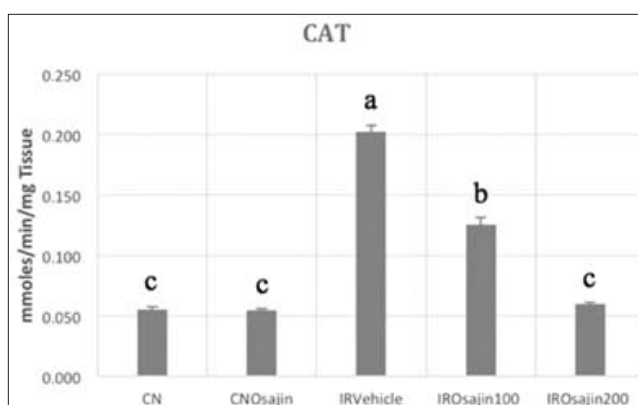 CAT
mmoles/min/mg Tissue
0.250
0.200
0.150
0.100
0.050
0.000
c
c
a
b
c
CN
CNOsajin
IRVehicle
IROsajin100
IROsajin200